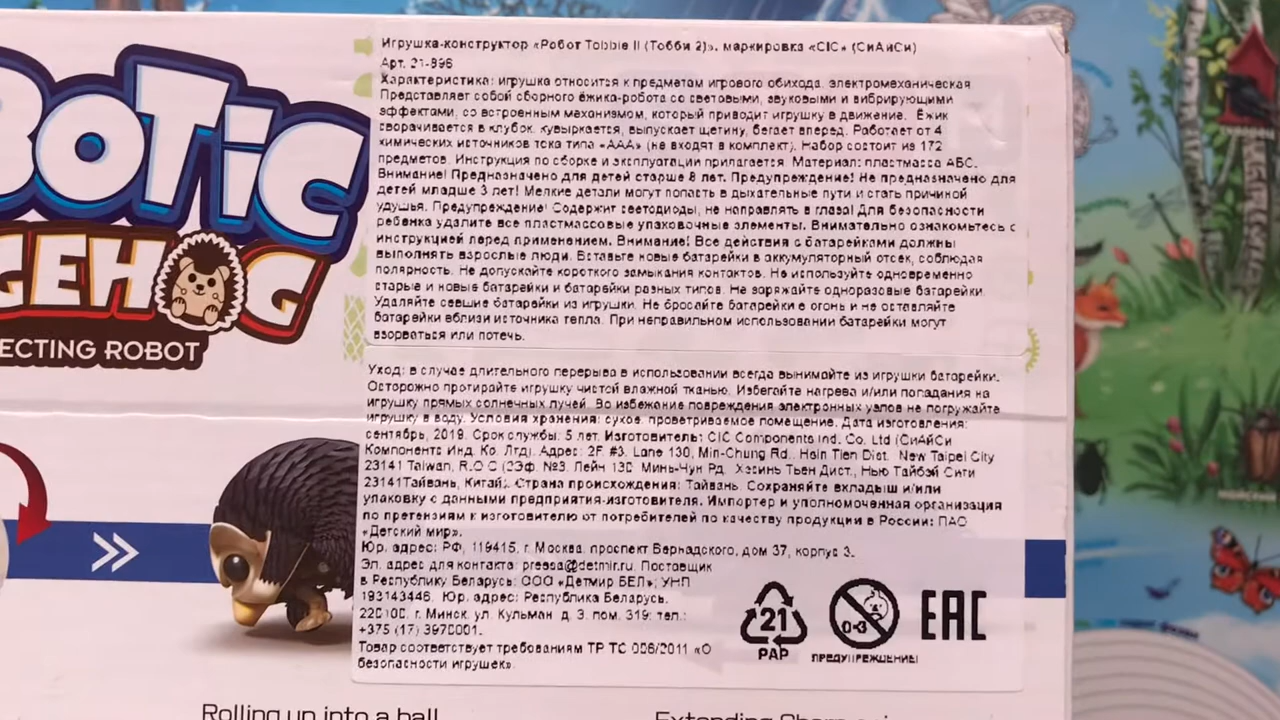 BOTIC
GEHOG
ECTING ROBOT
Игрушка-конструктор «Робот Tobbie II (Тобби 2)», маркировка «CIC» (СиАйСи)
Арт. 21-896
Характеристика: игрушка относится к предметам игрового обихода, электромеханическая
Представляет собой сборного ёжика-робота со световыми, звуковыми и вибрирующими
эффектами, со встроенным механизмом, который приводит игрушку в движение. Ёжик
сворачивается в клубок, кувыркается, выпускает щетину, бегает вперед. Работает от 4
химических источников тока типа «ААА» (не входят в комплект). Набор состоит из 172
предметов. Инструкция по сборке и эксплуатации прилагается. Материал: пластмасса АБС.
Внимание! Предназначено для детей старше 8 лет. Предупреждение! Не предназначено для
детей младше 3 лет! Мелкие детали могут попасть в дыхательные пути и стать причиной
удушья. Предупреждение! Содержит светодиоды, не направлять в глаза! Для безопасности
ребенка удалите все пластмассовые упаковочные элементы. Внимательно ознакомьтесь с
инструкцией перед применением. Внимание! Все действия с батарейками должны
выполнять взрослые люди. Вставьте новые батарейки в аккумуляторный отсек, соблюдая
полярность. Не допускайте короткого замыкания контактов. Не используйте одновременно
старые и новые батарейки и батарейки разных типов. Не заряжайте одноразовые батарейки.
Удаляйте севшие батарейки из игрушки. Не бросайте батарейки в огонь и не оставляйте
батарейки вблизи источника тепла. При неправильном использовании батарейки могут
взорваться или потечь.
Уход: в случае длительного перерыва в использовании всегда вынимайте из игрушки батарейки.
Осторожно протирайте игрушку чистой влажной тканью. Избегайте нагрева и/или попадания на
игрушку прямых солнечных лучей. Во избежание повреждения электронных узлов не погружайте
игрушку в воду. Условия хранения: сухое, проветриваемое помещение. Дата изготовления:
сентябрь, 2019. Срок службы: 5 лет. Изготовитель: CIC Components Ind. Co. Ltd (СиАйСи
Компонентс Инд. Ко. Лтд). Адрес: 2F. #3, Lane 130, Min-Chung Rd., Hsin Tien Dist. New Taipei City
23141 Taiwan, R.O.C (2Эф. №3, Лейн 130 Минь-Чун Рд. Хсинь Тьен Дист., Нью Тайбэй Сити
23141Тайвань, Китай). Страна происхождения: Тайвань. Сохраняйте вкладыш и/или
упаковку с данными предприятия-изготовителя. Импортер и уполномоченная организация
по претензиям к изготовителю от потребителей по качеству продукции в России: ПАО
«Детский мир».
Юр. адрес: РФ, 119415, г. Москва, проспект Вернадского, дом 37, корпус 3.
Эл. адрес для контакта: pressa@detmir.ru. Поставщик
в Республику Беларусь: ООО «Детмир БЕЛ»; УНП
193143446. Юр. адрес: Республика Беларусь,
220100, г. Минск, ул. Кульман д. 3, пом. 319; тел.:
+375 (17) 3970001.
Товар соответствует требованиям ТР ТС 008/2011 «О
безопасности игрушек».
21
PAP
0-3
ПРЕДУПРЕЖДЕНИЕ!
EAC
Rolling up into a ball